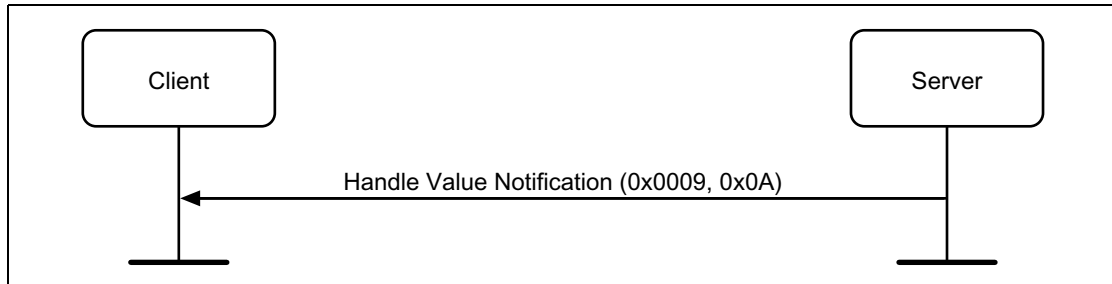 Client
Server
Handle Value Notification (0x0009, 0x0A)